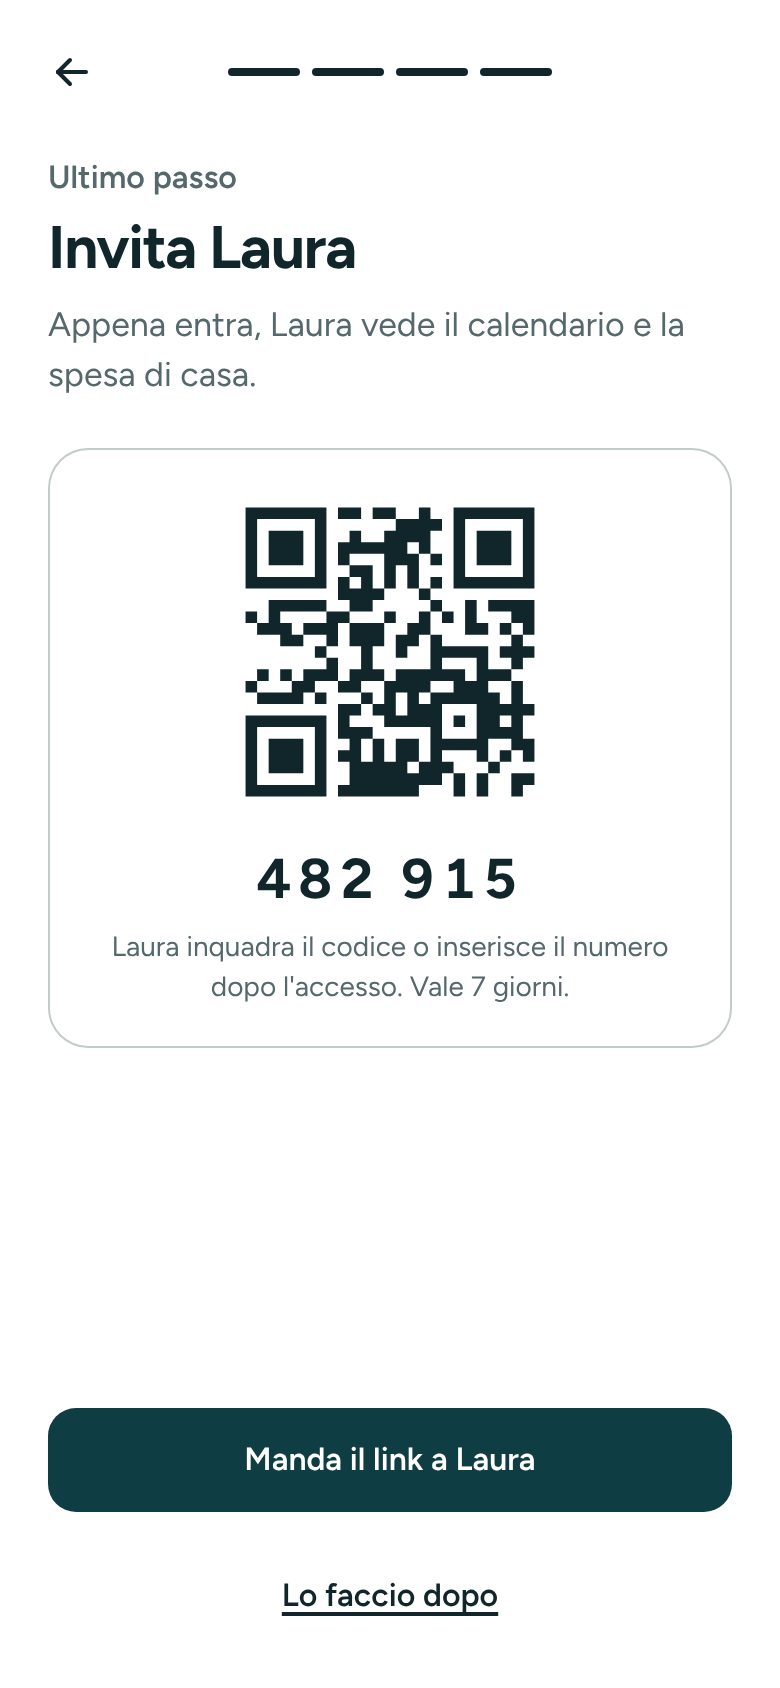 Ultimo passo
Invita Laura
Appena entra, Laura vede il calendario e la
spesa di casa.
482 915
Laura inquadra il codice o inserisce il numero
dopo l'accesso. Vale 7 giorni.
Manda il link a Laura
Lo faccio dopo